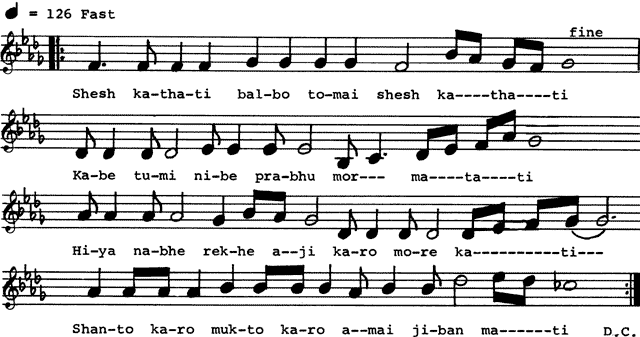 = 126 Fast
fine
Shesh ka-tha-ti bal-bo to-mai shesh ka----tha----ti
Ka-be tu-mi ni-be pra-bhu mor--- ma----ta----ti
Hi-ya na-bhe rek-he a--ji ka-ro mo-re ka----------ti---
Shan-to ka-ro muk-to ka-ro a--mai ji-ban ma------ti D.C.